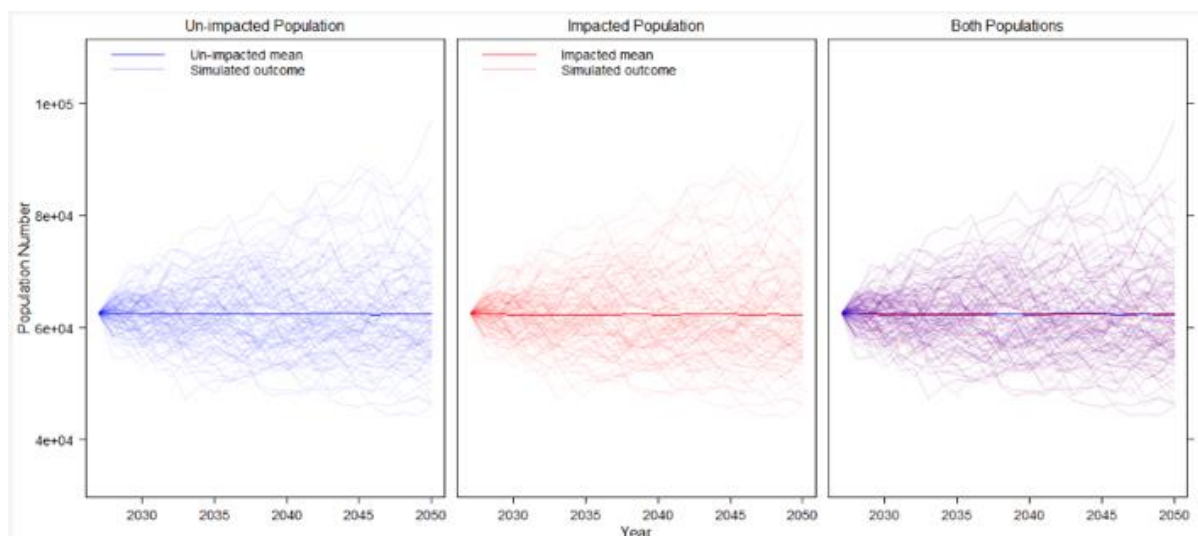 Un-impacted Population
Impacted Population
Both Populations
Un-impacted mean
Simulated outcome
Impacted mean
Simulated outcome
Population Number
1e+05
8e+04
6e+04
4e+04
2030 2035 2040 2045 2050
2030 2035 2040 2045 2050
2030 2035 2040 2045 2050
Year